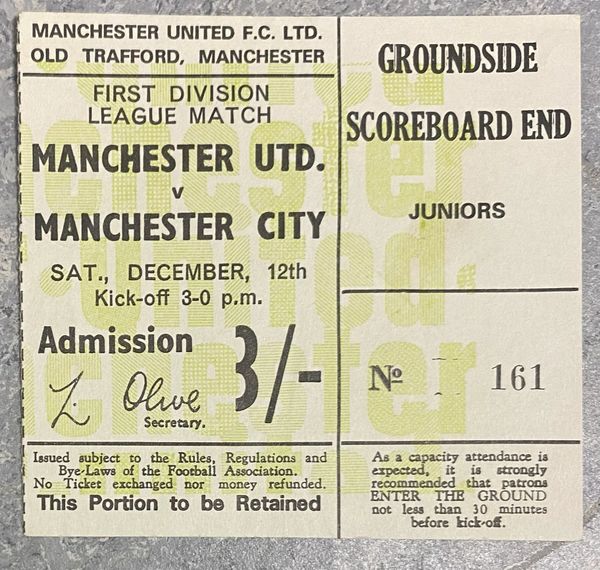 MANCHESTER UNITED F.C. LTD.
OLD TRAFFORD, MANCHESTER
FIRST DIVISION
LEAGUE MATCH
MANCHESTER UTD.
v
MANCHESTER CITY
SAT., DECEMBER, 12th
Kick-off 3-0 p.m.
Admission 3/-
L. Olive
Secretary.
Issued subject to the Rules, Regulations and
Bye-Laws of the Football Association.
No Ticket exchanged nor money refunded.
This Portion to be Retained
GROUNDSIDE
SCOREBOARD END
JUNIORS
No 161
As a capacity attendance is
expected, it is strongly
recommended that patrons
ENTER THE GROUND
not less than 30 minutes
before kick-off.